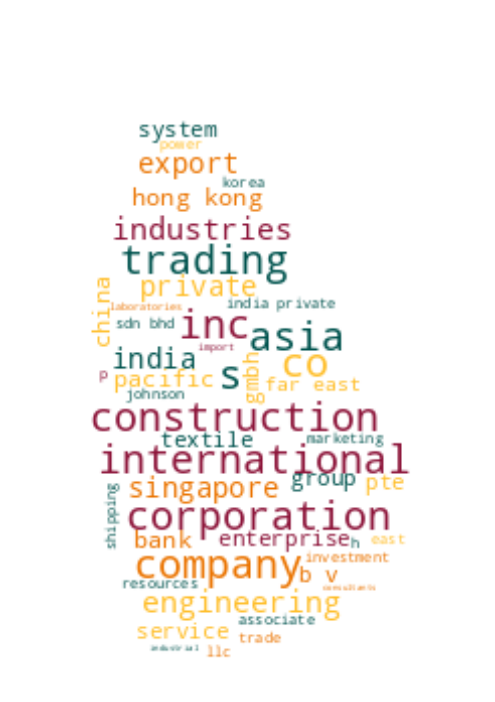 system
power
export
korea
hong kong
industries
trading
china
private
laboratories
india private
sdn bhd
inc
asia
import
india
s
co
p
pacific
gmbh
far east
johnson
construction
textile
marketing
international
group
singapore
pte
shipping
corporation
bank
enterprise
h
east
company
investment
b v
resources
consultants
engineering
associate
service
trade
industrial
llc